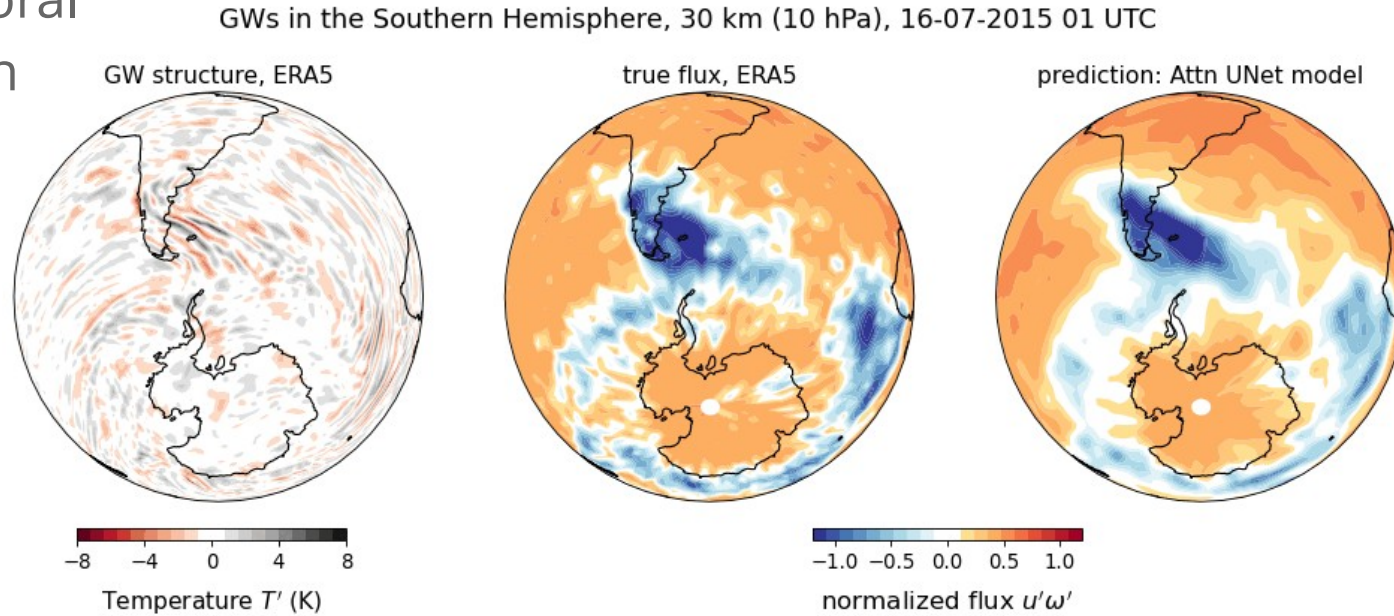 GWs in the Southern Hemisphere, 30 km (10 hPa), 16-07-2015 01 UTC
GW structure, ERA5
true flux, ERA5
prediction: Attn UNet model
−8 −4 0 4 8
Temperature T′ (K)
−1.0 −0.5 0.0 0.5 1.0
normalized flux u′ω′